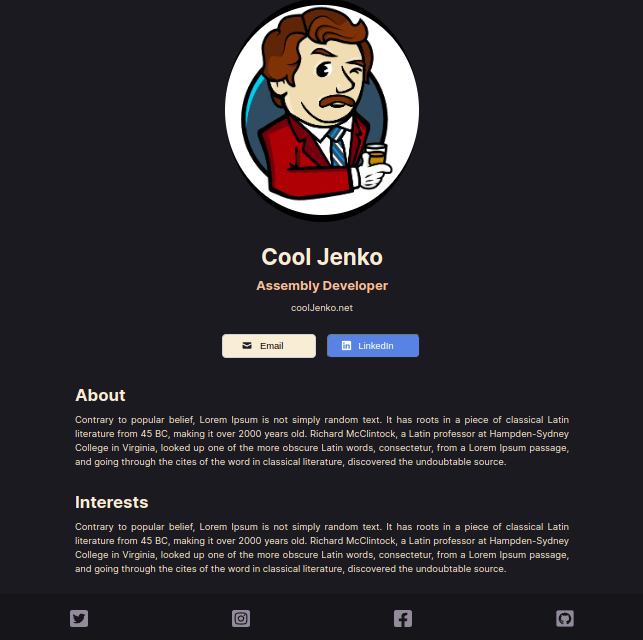 Cool Jenko
Assembly Developer
coolJenko.net
Email
LinkedIn
About
Contrary to popular belief, Lorem Ipsum is not simply random text. It has roots in a piece of classical Latin
literature from 45 BC, making it over 2000 years old. Richard McClintock, a Latin professor at Hampden-Sydney
College in Virginia, looked up one of the more obscure Latin words, consectetur, from a Lorem Ipsum passage,
and going through the cites of the word in classical literature, discovered the undoubtable source.
Interests
Contrary to popular belief, Lorem Ipsum is not simply random text. It has roots in a piece of classical Latin
literature from 45 BC, making it over 2000 years old. Richard McClintock, a Latin professor at Hampden-Sydney
College in Virginia, looked up one of the more obscure Latin words, consectetur, from a Lorem Ipsum passage,
and going through the cites of the word in classical literature, discovered the undoubtable source.